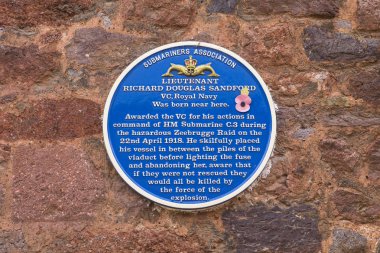 Submariners Association
LIEUTENANT
RICHARD DOUGLAS SANDFORD
VC, Royal Navy
Was born near here.
Awarded the VC for his actions in
command of HM Submarine C.3 during
the hazardous Zeebrugge Raid on the
22nd April 1918. He skilfully placed
his vessel in between the piles of the
viaduct before lighting the fuse
and abandoning her, aware that
if they were not rescued they
would all be killed by
the force of the
explosion.